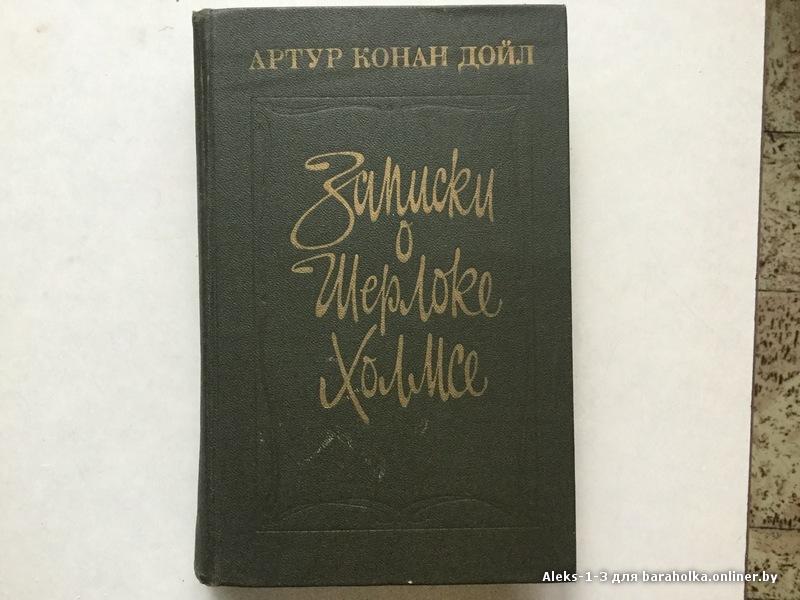 АРТУР КОНАН ДОЙЛ
Записки
о
Шерлоке
Холмсе
Aleks-1-3 для baraholka.onliner.by